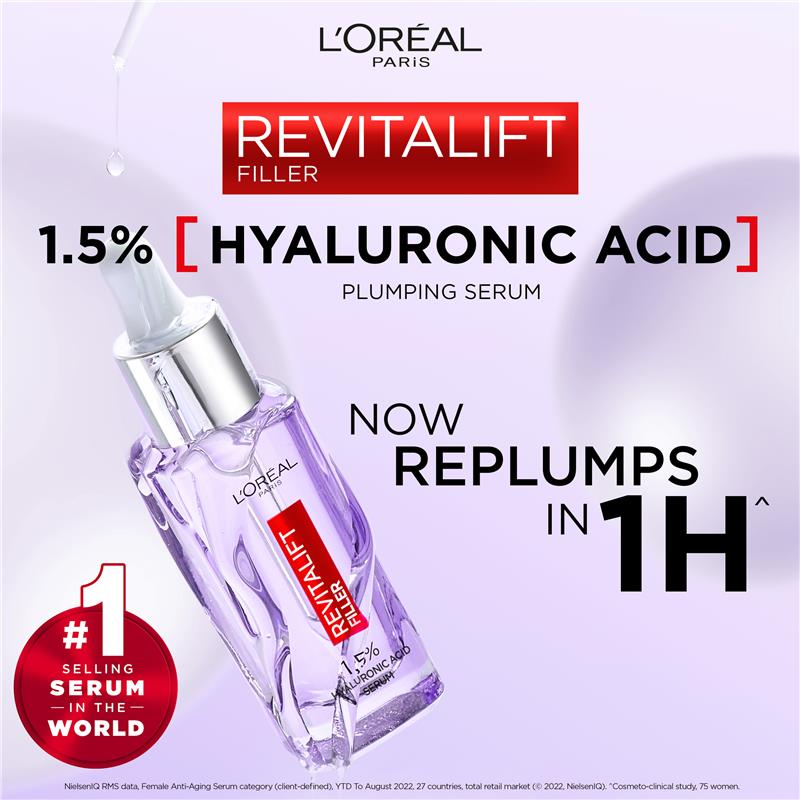 L'ORÉAL
PARIS
REVITALIFT
FILLER
1.5% [HYALURONIC ACID]
PLUMPING SERUM
NOW
REPLUMPS
IN 1H^
L'ORÉAL
PARIS
REVITALIFT
FILLER
1,5%
HYALURONIC ACID
SERUM
#1
SELLING
SERUM
IN THE
WORLD
NielsenIQ RMS data, Female Anti-Aging Serum category (client-defined), YTD To August 2022, 27 countries, total retail market (© 2022, NielsenIQ). ^Cosmeto-clinical study, 75 women.